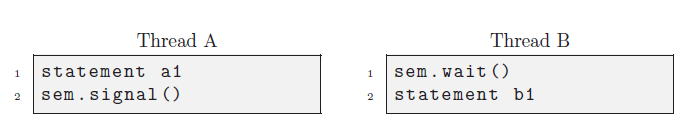 Thread A
1 statement a1
2 sem.signal()
Thread B
1 sem.wait()
2 statement b1